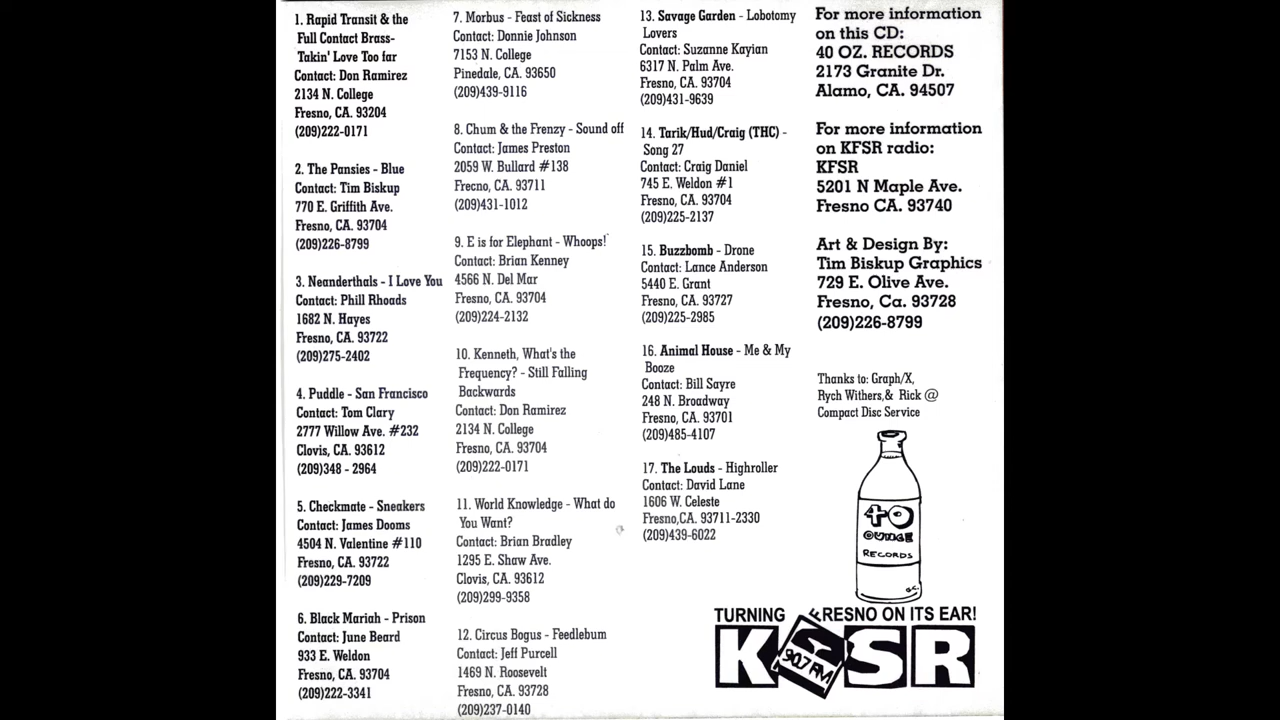 1. Rapid Transit & the
Full Contact Brass-
Takin' Love Too far
Contact: Don Ramirez
2134 N. College
Fresno, CA. 93204
(209)222-0171
2. The Pansies - Blue
Contact: Tim Biskup
770 E. Griffith Ave.
Fresno, CA. 93704
(209)226-8799
3. Neanderthals - I Love You
Contact: Phill Rhoads
1682 N. Hayes
Fresno, CA. 93722
(209)275-2402
4. Puddle - San Francisco
Contact: Tom Clary
2777 Willow Ave. #232
Clovis, CA. 93612
(209)348 - 2964
5. Checkmate - Sneakers
Contact: James Dooms
4504 N. Valentine #110
Fresno, CA. 93722
(209)229-7209
6. Black Mariah - Prison
Contact: June Beard
933 E. Weldon
Fresno, CA. 93704
(209)222-3341
7. Morbus - Feast of Sickness
Contact: Donnie Johnson
7153 N. College
Pinedale, CA. 93650
(209)439-9116
8. Chum & the Frenzy - Sound off
Contact: James Preston
2059 W. Bullard #138
Frecno, CA. 93711
(209)431-1012
9. E is for Elephant - Whoops!
Contact: Brian Kenney
4566 N. Del Mar
Fresno, CA. 93704
(209)224-2132
10. Kenneth, What's the
Frequency? - Still Falling
Backwards
Contact: Don Ramirez
2134 N. College
Fresno, CA. 93704
(209)222-0171
11. World Knowledge - What do
You Want?
Contact: Brian Bradley
1295 E. Shaw Ave.
Clovis, CA. 93612
(209)299-9358
12. Circus Bogus - Feedlebum
Contact: Jeff Purcell
1469 N. Roosevelt
Fresno, CA. 93728
(209)237-0140
13. Savage Garden - Lobotomy
Lovers
Contact: Suzanne Kayian
6317 N. Palm Ave.
Fresno, CA. 93704
(209)431-9639
14. Tarik/Hud/Craig (THC) -
Song 27
Contact: Craig Daniel
745 E. Weldon #1
Fresno, CA. 93704
(209)225-2137
15. Buzzbomb - Drone
Contact: Lance Anderson
5440 E. Grant
Fresno, CA. 93727
(209)225-2985
16. Animal House - Me & My
Booze
Contact: Bill Sayre
248 N. Broadway
Fresno, CA. 93701
(209)485-4107
17. The Louds - Highroller
Contact: David Lane
1606 W. Celeste
Fresno,CA. 93711-2330
(209)439-6022
For more information
on this CD:
40 OZ. RECORDS
2173 Granite Dr.
Alamo, CA. 94507
For more information
on KFSR radio:
KFSR
5201 N Maple Ave.
Fresno CA. 93740
Art & Design By:
Tim Biskup Graphics
729 E. Olive Ave.
Fresno, Ca. 93728
(209)226-8799
Thanks to: Graph/X,
Rych Withers,& Rick @
Compact Disc Service
40
OUNCE
RECORDS
TURNING FRESNO ON ITS EAR!
KFSR
90.7 FM